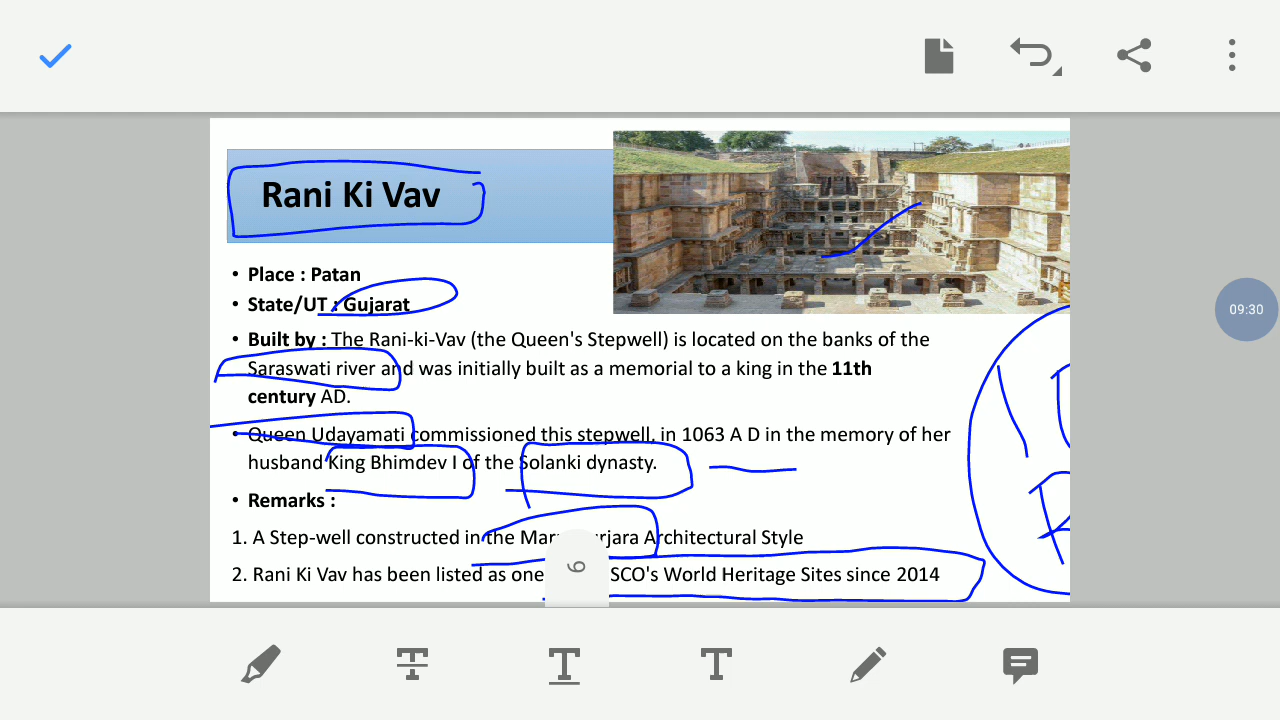 Rani Ki Vav
• Place : Patan
• State/UT : Gujarat
• Built by : The Rani-ki-Vav (the Queen's Stepwell) is located on the banks of the
Saraswati river and was initially built as a memorial to a king in the 11th
century AD.
• Queen Udayamati commissioned this stepwell, in 1063 A D in the memory of her
husband King Bhimdev I of the Solanki dynasty.
• Remarks :
1. A Step-well constructed in the Architectural Style
2. Rani Ki Vav has been listed as one SCO's World Heritage Sites since 2014
09:30
6